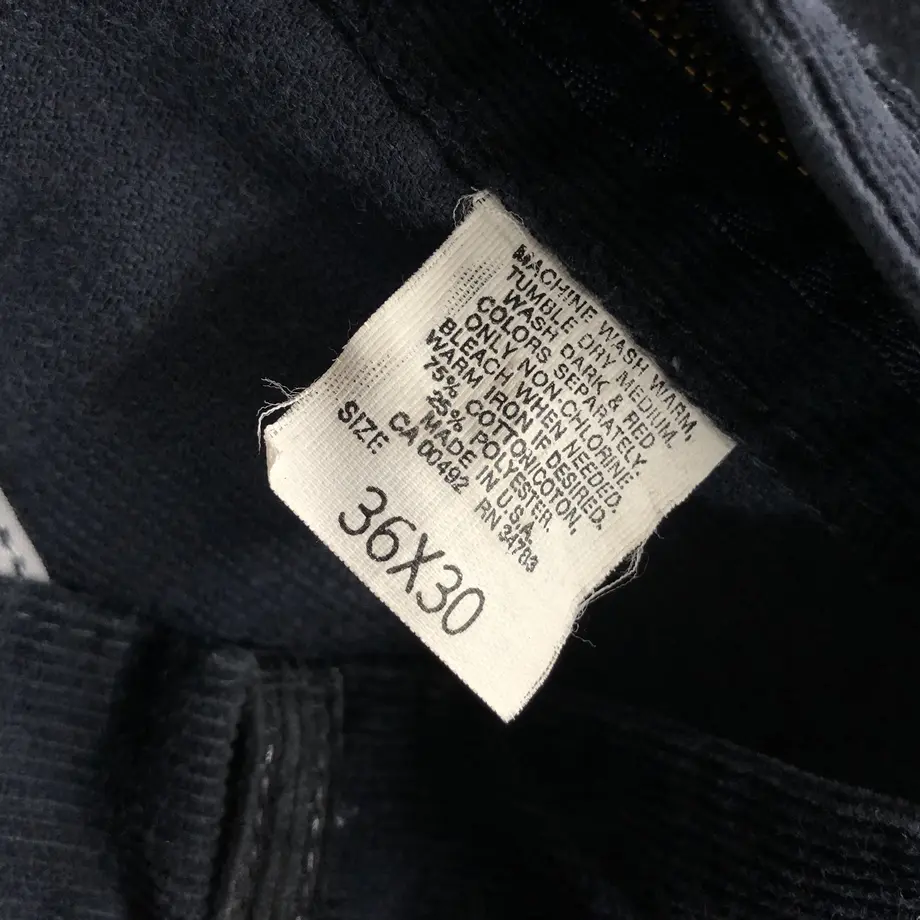 MACHINE WASH WARM,
TUMBLE DRY MEDIUM.
WASH DARK & RED
COLORS SEPARATELY.
ONLY NON-CHLORINE
BLEACH WHEN NEEDED.
WARM IRON IF DESIRED.
75% COTTON\COTON,
25% POLYESTER.
MADE IN U.S.A.
CA 00492 RN 34783
SIZE
36X30